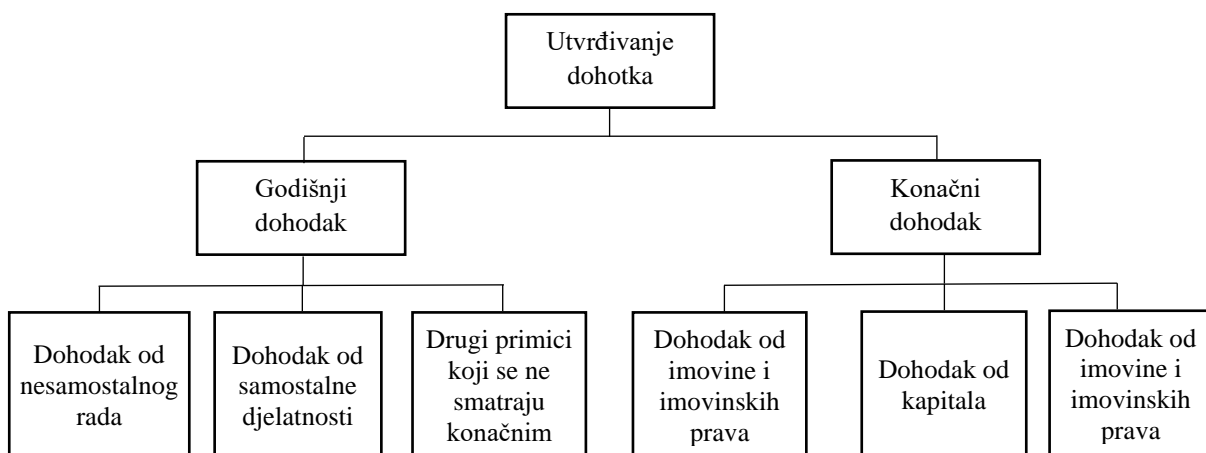 Utvrđivanje
dohotka
Godišnji
dohodak
Konačni
dohodak
Dohodak od
nesamostalnog
rada
Dohodak od
samostalne
djelatnosti
Drugi primici
koji se ne
smatraju
konačnim
Dohodak od
imovine i
imovinskih
prava
Dohodak od
kapitala
Dohodak od
imovine i
imovinskih
prava